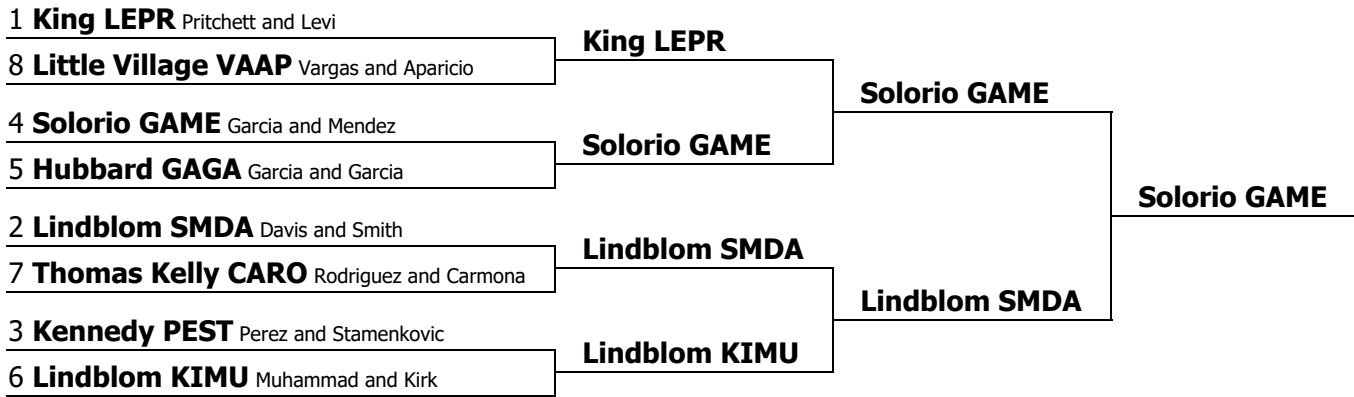 1 King LEPR Pritchett and Levi
King LEPR
8 Little Village VAAP Vargas and Aparicio
Solorio GAME
4 Solorio GAME Garcia and Mendez
Solorio GAME
5 Hubbard GAGA Garcia and Garcia
Solorio GAME
2 Lindblom SMDA Davis and Smith
Lindblom SMDA
7 Thomas Kelly CARO Rodriguez and Carmona
Lindblom SMDA
3 Kennedy PEST Perez and Stamenkovic
Lindblom KIMU
6 Lindblom KIMU Muhammad and Kirk